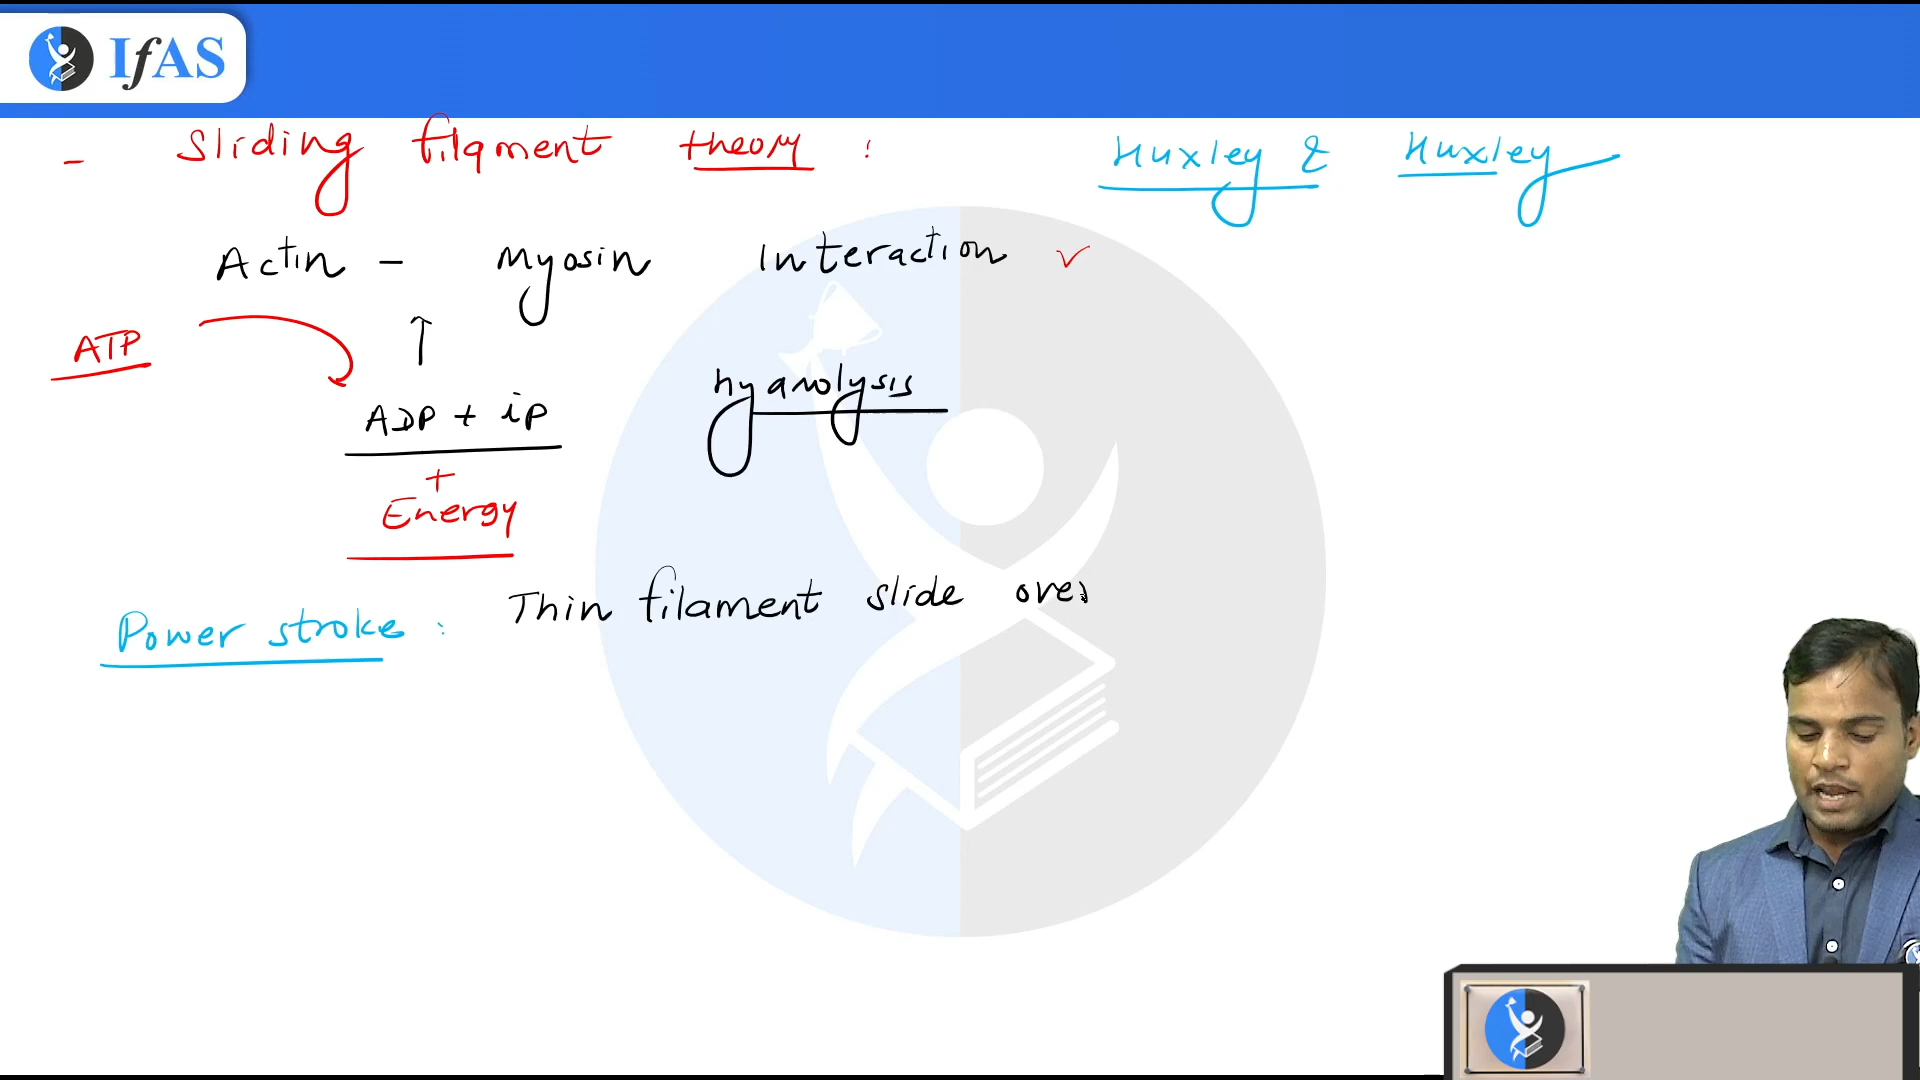 IfAS
- Sliding filament theory :
Huxley & Huxley
Actin - Myosin Interaction ✓
ATP
ADP + iP
hydrolysis
+
Energy
Power stroke : Thin filament slide over